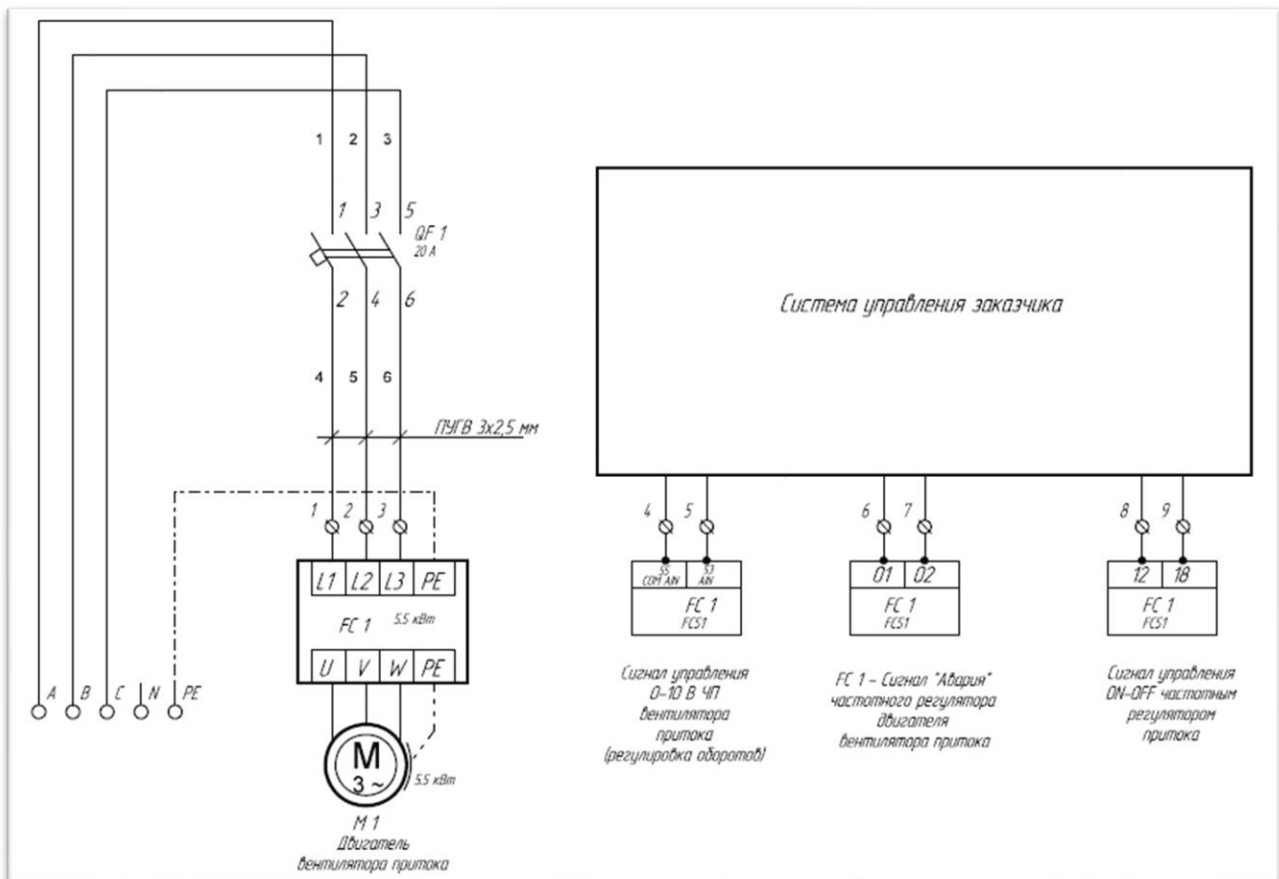 1 2 3
1 3 5
QF 1
20 А
2 4 6
4 5 6
ПУГВ 3х2,5 мм
1 2 3
L1 L2 L3 PE
FC 1 5.5 кВт
U V W PE
A B C N PE
M
3 ~
5.5 кВт
М 1
Двигатель
вентилятора притока
Система управления заказчика
4 5
55
COM AIN
53
AIN
FC 1
FC51
Сигнал управления
0-10 В ЧП
вентилятора
притока
(регулировка оборотов)
6 7
01 02
FC 1
FC51
FC 1 - Сигнал "Авария"
частотного регулятора
двигателя
вентилятора притока
8 9
12 18
FC 1
FC51
Сигнал управления
ON-OFF частотным
регулятором
притока